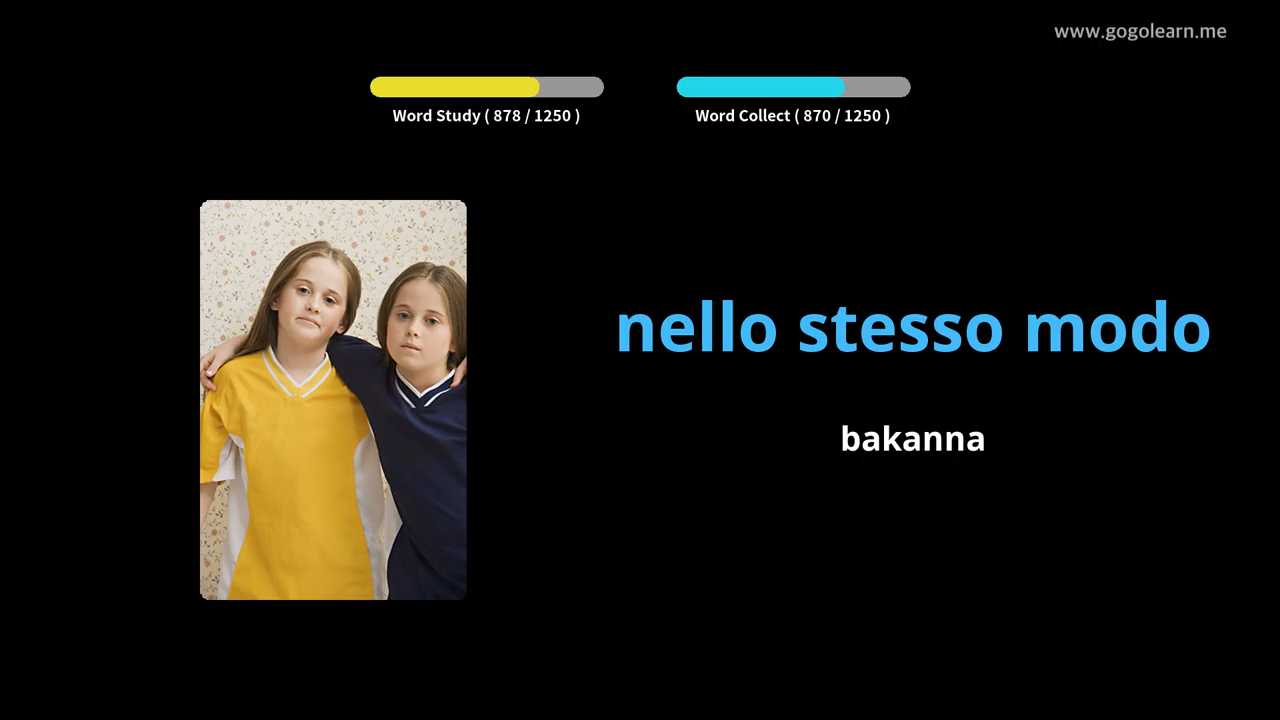 www.gogolearn.me
Word Study ( 878 / 1250 )
Word Collect ( 870 / 1250 )
nello stesso modo
bakanna